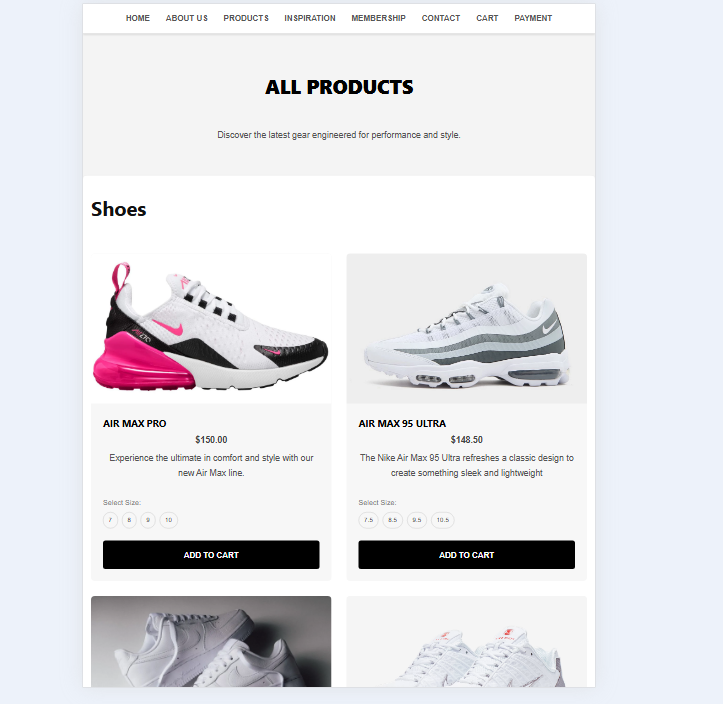 HOME ABOUT US PRODUCTS INSPIRATION MEMBERSHIP CONTACT CART PAYMENT
ALL PRODUCTS
Discover the latest gear engineered for performance and style.
Shoes
AIR MAX PRO
$150.00
Experience the ultimate in comfort and style with our
new Air Max line.
Select Size:
7 8 9 10
ADD TO CART
AIR MAX 95 ULTRA
$148.50
The Nike Air Max 95 Ultra refreshes a classic design to
create something sleek and lightweight
Select Size:
7.5 8.5 9.5 10.5
ADD TO CART